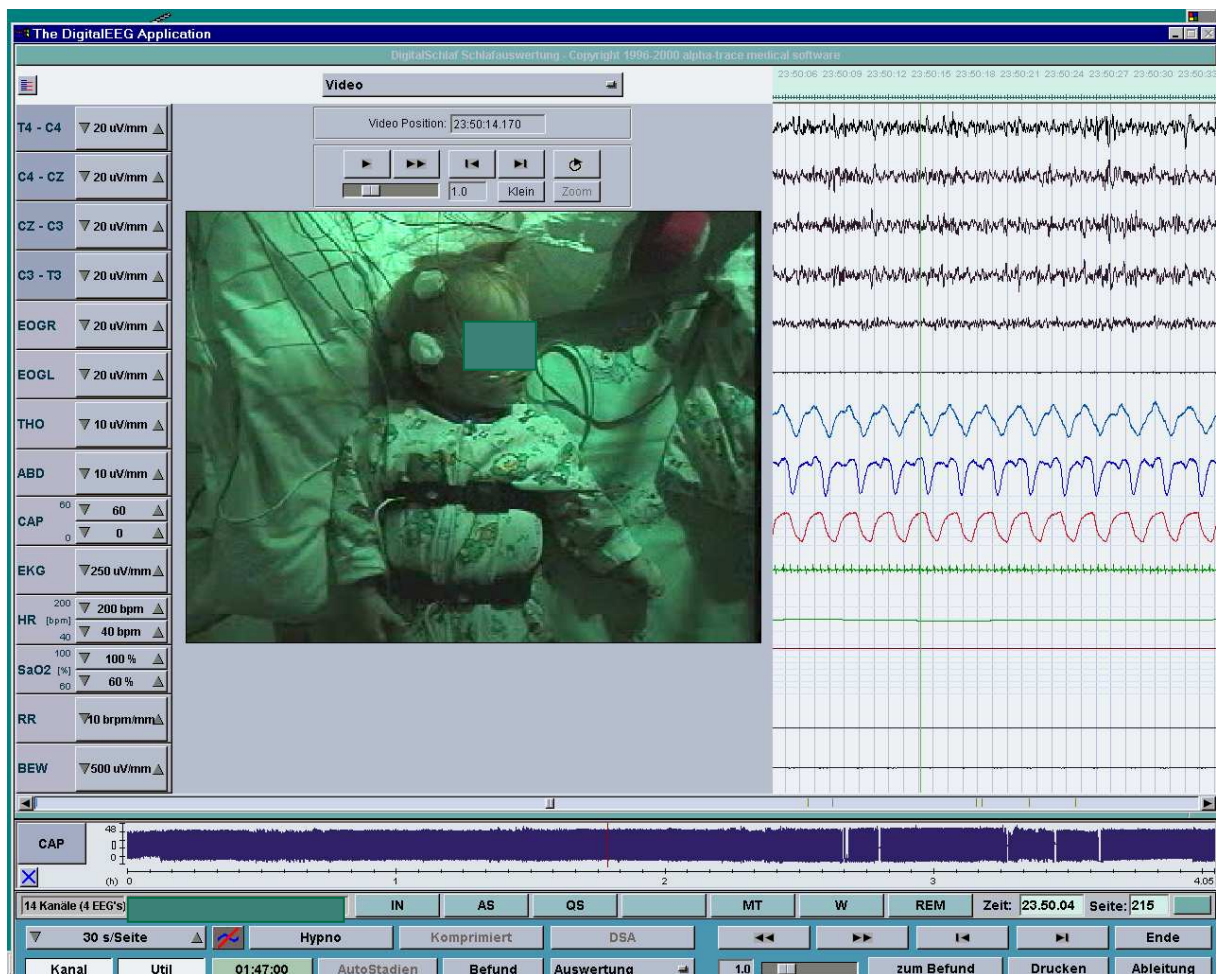 The DigitalEEG Application
DigitalSchlaf Schlafauswertung - Copyright 1996-2000 alpha-trace medical software
Video
23:50:06 23:50:09 23:50:12 23:50:15 23:50:18 23:50:21 23:50:24 23:50:27 23:50:30 23:50:33
Video Position: 23:50:14.170
1.0 Klein Zoom
T4 - C4 20 uV/mm
C4 - CZ 20 uV/mm
CZ - C3 20 uV/mm
C3 - T3 20 uV/mm
EOGR 20 uV/mm
EOGL 20 uV/mm
THO 10 uV/mm
ABD 10 uV/mm
CAP 60 60
0 0
EKG 250 uV/mm
200 200 bpm
HR [bpm]
40 40 bpm
100 100 %
SaO2 [%]
60 60 %
RR 10 brpm/mm
BEW 500 uV/mm
CAP 48 0 0
(h) 0 1 2 3 4.05
14 Kanäle (4 EEG's) IN AS QS MT W REM Zeit: 23.50.04 Seite: 215
30 s/Seite Hypno Komprimiert DSA Ende
Kanal Util 01:47:00 AutoStadien Befund Auswertung 1.0 zum Befund Drucken Ableitung